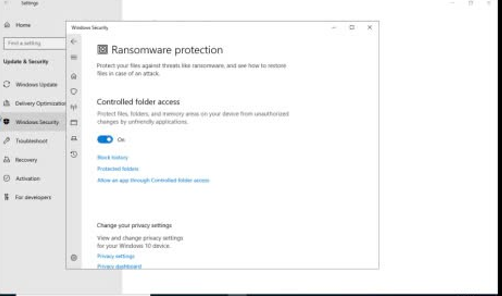 Settings
Home
Find a setting
Update & Security
Windows Update
Delivery Optimization
Windows Security
Troubleshoot
Recovery
Activation
For developers
Windows Security
Ransomware protection
Protect your files against threats like ransomware, and see how to restore
files in case of an attack.
Controlled folder access
Protect files, folders, and memory areas on your device from unauthorized
changes by unfriendly applications.
On
Block history
Protected folders
Allow an app through Controlled folder access
Change your privacy settings
View and change privacy settings
for your Windows 10 device.
Privacy settings
Privacy dashboard